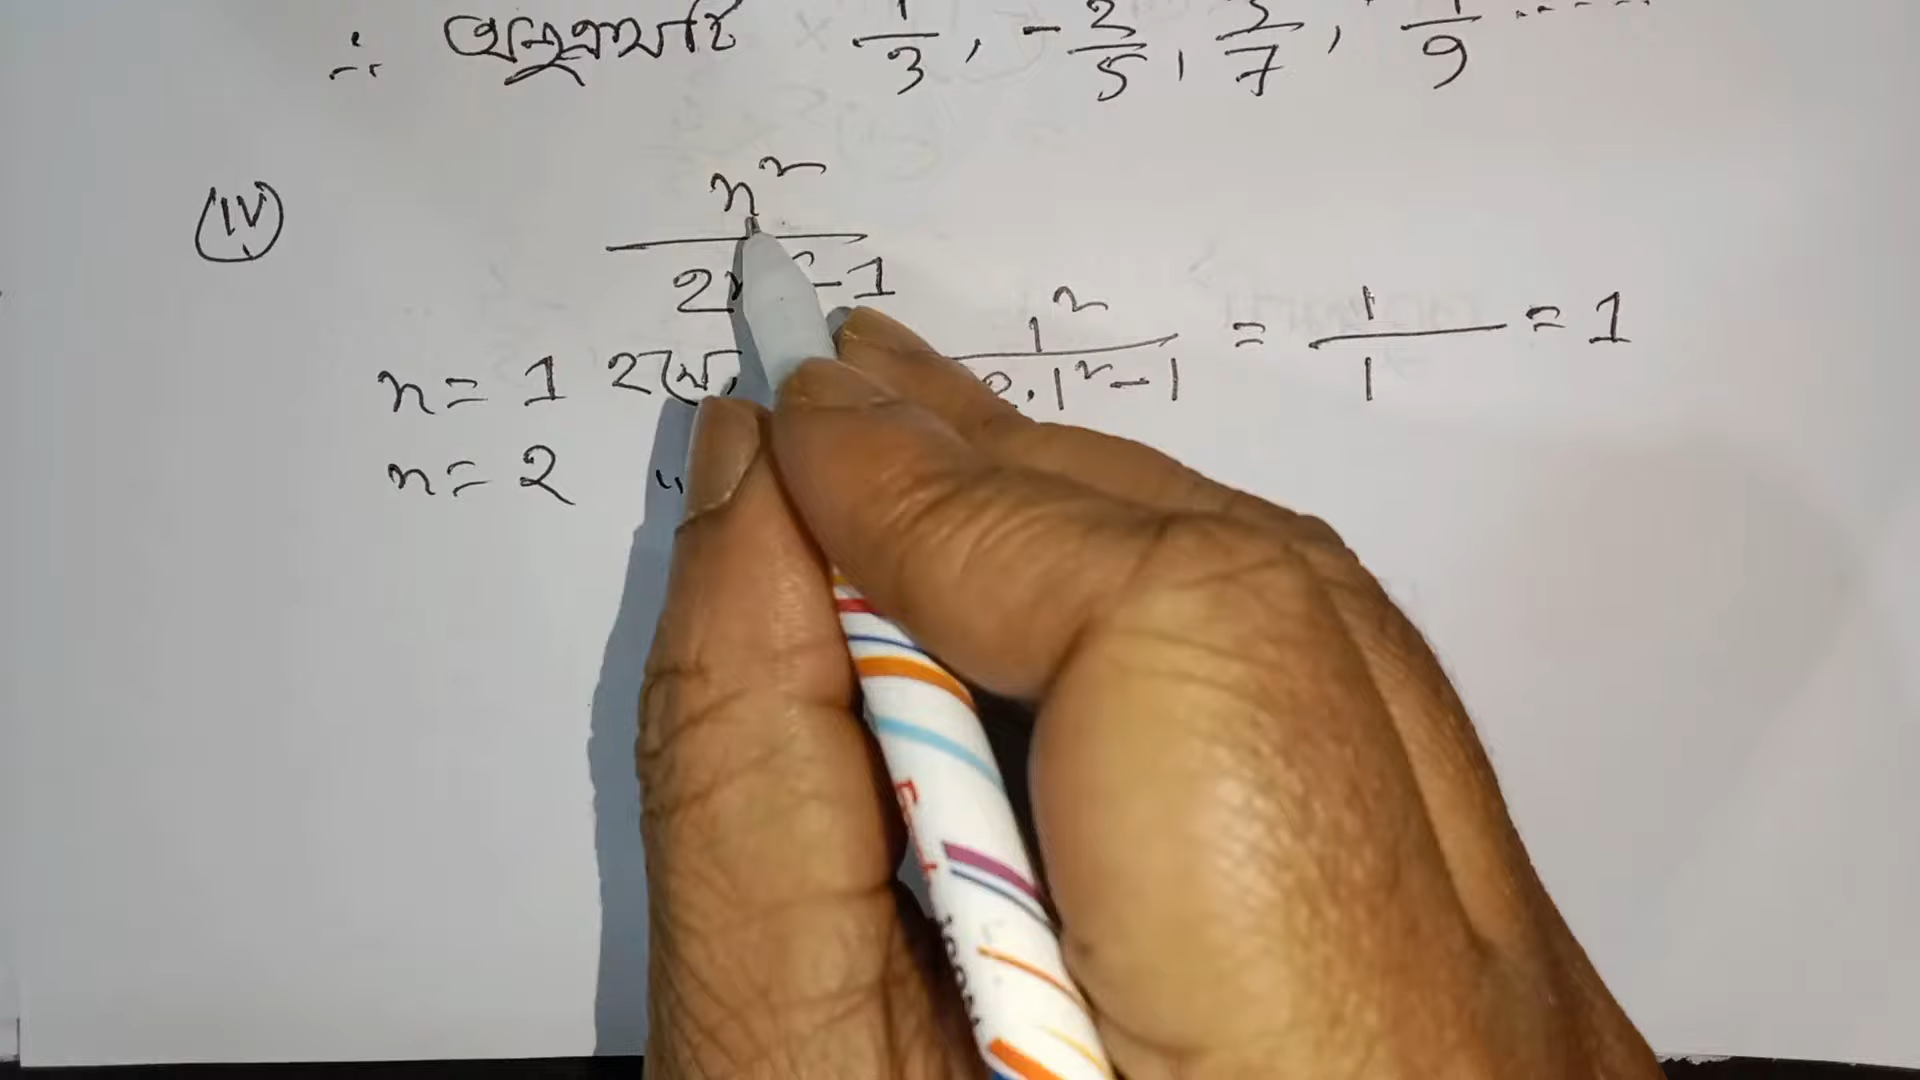 ∴ অনুক্রমটি 1/3, -2/5, 3/7, -4/9 .....
(iv) n²/(2n²-1)
n = 1 হলে, 1²/(2·1²-1) = 1/1 = 1
n = 2 "